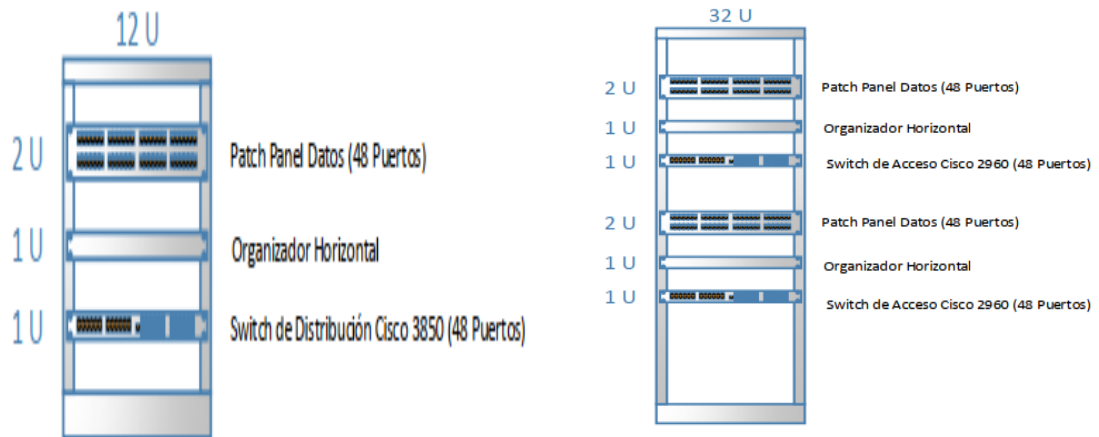 12 U
2 U
Patch Panel Datos (48 Puertos)
1 U
Organizador Horizontal
1 U
Switch de Distribución Cisco 3850 (48 Puertos)
32 U
2 U
Patch Panel Datos (48 Puertos)
1 U
Organizador Horizontal
1 U
Switch de Acceso Cisco 2960 (48 Puertos)
2 U
Patch Panel Datos (48 Puertos)
1 U
Organizador Horizontal
1 U
Switch de Acceso Cisco 2960 (48 Puertos)